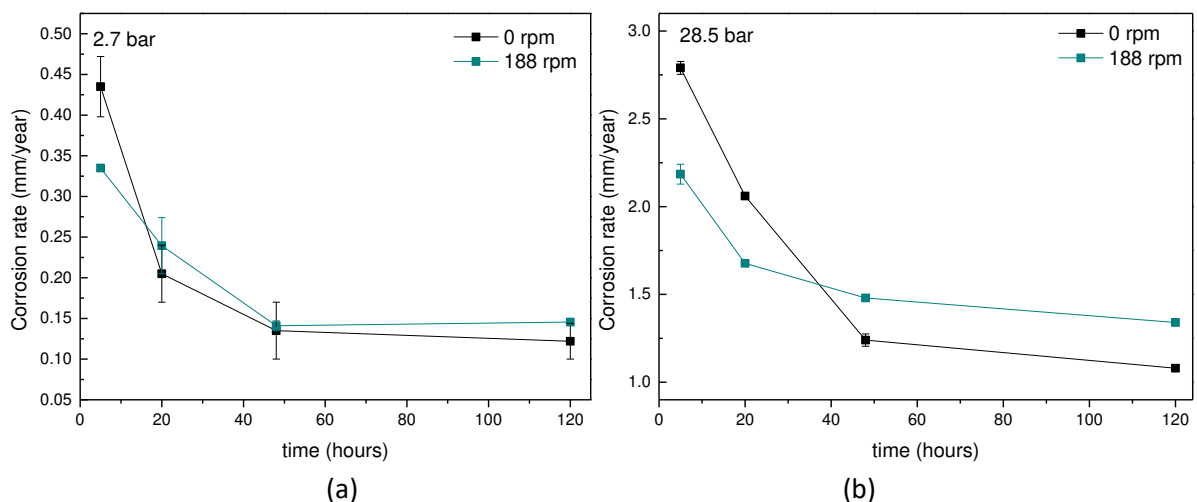 2.7 bar
0 rpm
188 rpm
0.50
0.45
0.40
0.35
0.30
0.25
0.20
0.15
0.10
0.05
Corrosion rate (mm/year)
0 20 40 60 80 100 120
time (hours)
(a)
28.5 bar
0 rpm
188 rpm
3.0
2.5
2.0
1.5
1.0
Corrosion rate (mm/year)
0 20 40 60 80 100 120
time (hours)
(b)